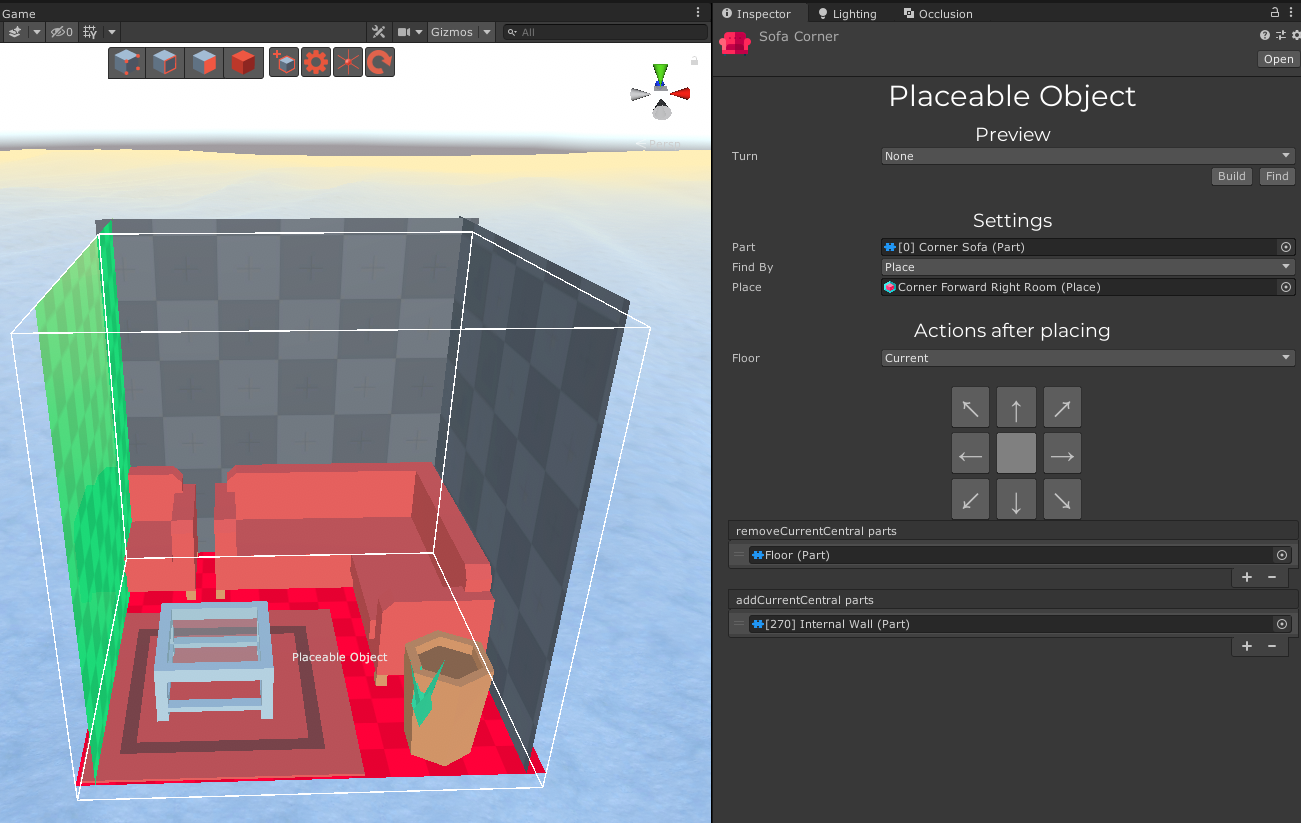 Game
0
Gizmos
All
Persp
Placeable Object
Inspector
Lighting
Occlusion
Sofa Corner
Open
Placeable Object
Preview
Turn
None
Build
Find
Settings
Part
[0] Corner Sofa (Part)
Find By
Place
Place
Corner Forward Right Room (Place)
Actions after placing
Floor
Current
removeCurrentCentral parts
Floor (Part)
addCurrentCentral parts
[270] Internal Wall (Part)